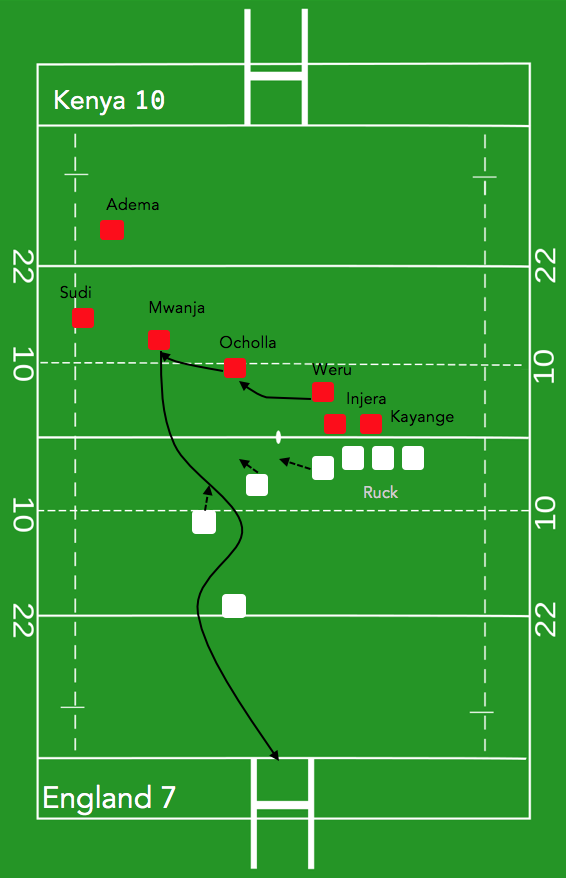 Kenya 10
Adema
22
22
Sudi
Mwanja
Ocholla
10
Weru
10
Injera
Kayange
Ruck
10
10
22
22
England 7